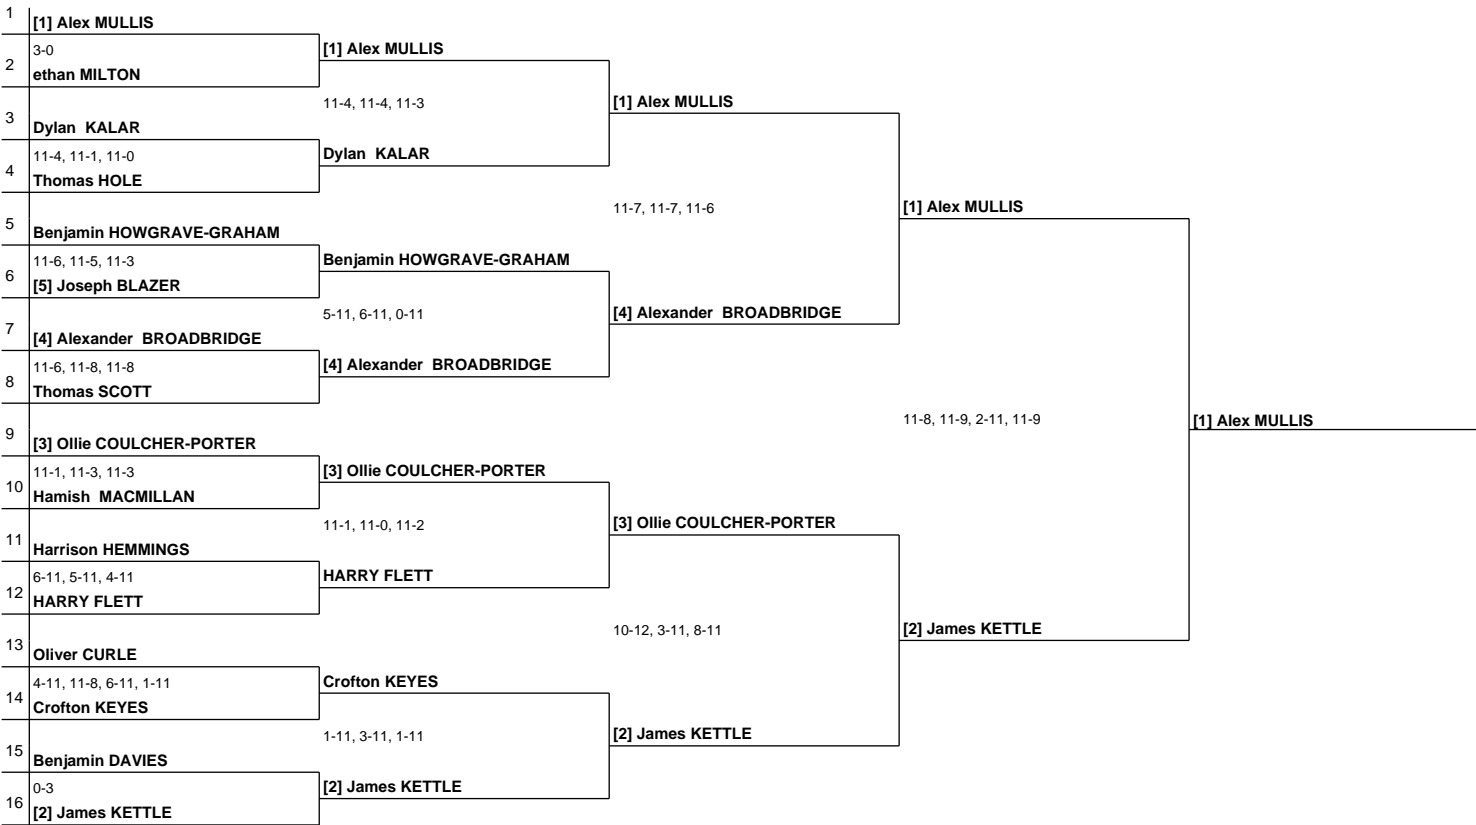 1
[1] Alex MULLIS
3-0
[1] Alex MULLIS
2
ethan MILTON
11-4, 11-4, 11-3
[1] Alex MULLIS
3
Dylan KALAR
11-4, 11-1, 11-0
Dylan KALAR
4
Thomas HOLE
11-7, 11-7, 11-6
[1] Alex MULLIS
5
Benjamin HOWGRAVE-GRAHAM
11-6, 11-5, 11-3
Benjamin HOWGRAVE-GRAHAM
6
[5] Joseph BLAZER
5-11, 6-11, 0-11
[4] Alexander BROADBRIDGE
7
[4] Alexander BROADBRIDGE
11-6, 11-8, 11-8
[4] Alexander BROADBRIDGE
8
Thomas SCOTT
11-8, 11-9, 2-11, 11-9
[1] Alex MULLIS
9
[3] Ollie COULCHER-PORTER
11-1, 11-3, 11-3
[3] Ollie COULCHER-PORTER
10
Hamish MACMILLAN
11-1, 11-0, 11-2
[3] Ollie COULCHER-PORTER
11
Harrison HEMMINGS
6-11, 5-11, 4-11
HARRY FLETT
12
HARRY FLETT
10-12, 3-11, 8-11
[2] James KETTLE
13
Oliver CURLE
4-11, 11-8, 6-11, 1-11
Crofton KEYES
14
Crofton KEYES
1-11, 3-11, 1-11
[2] James KETTLE
15
Benjamin DAVIES
0-3
[2] James KETTLE
16
[2] James KETTLE